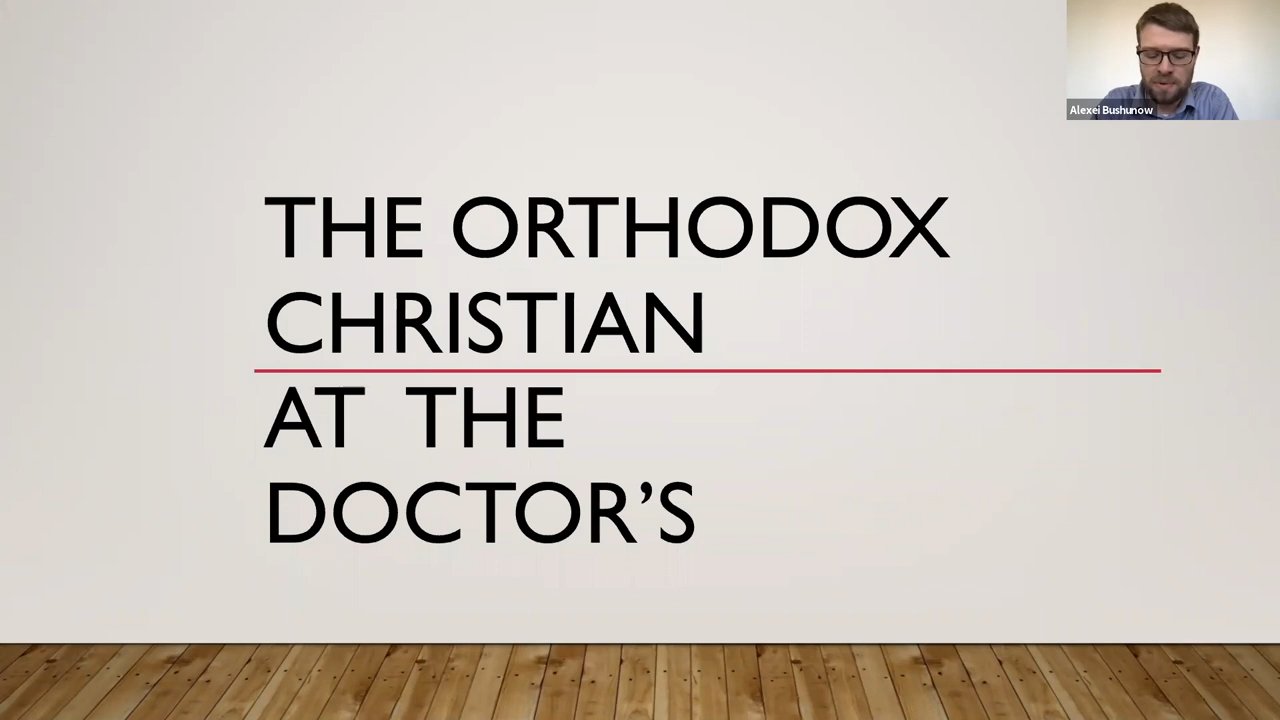 Alexei Bushunow
THE ORTHODOX
CHRISTIAN
AT THE
DOCTOR'S